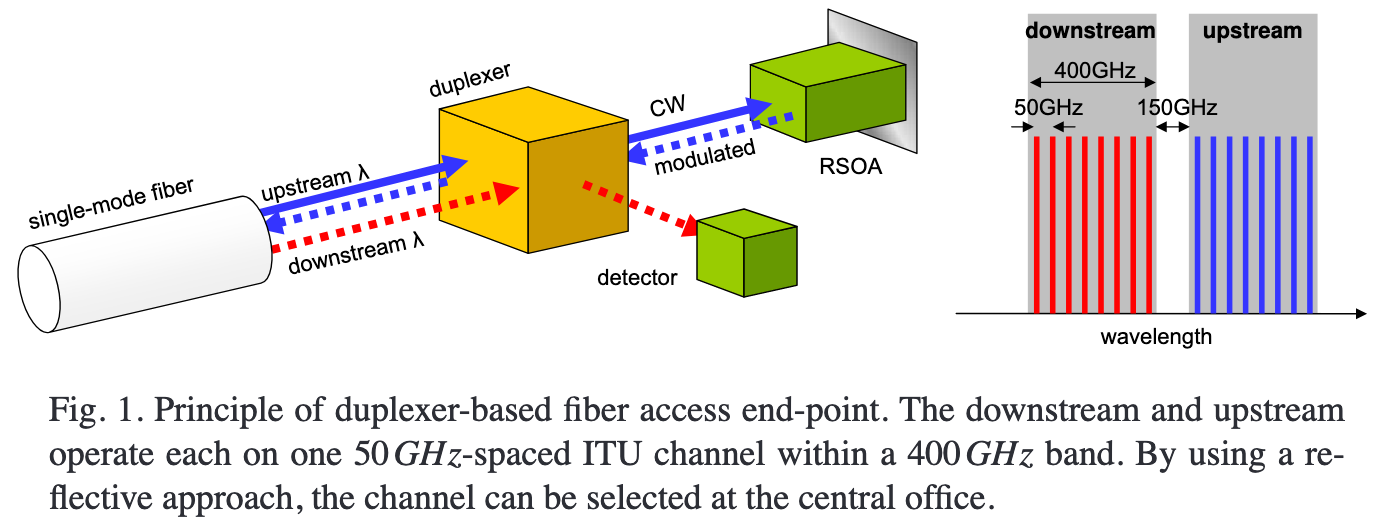 duplexer
CW
modulated
RSOA
single-mode fiber
upstream λ
downstream λ
detector
downstream
upstream
400GHz
50GHz
150GHz
wavelength
Fig. 1. Principle of duplexer-based fiber access end-point. The downstream and upstream
operate each on one 50 GHz-spaced ITU channel within a 400 GHz band. By using a re-
flective approach, the channel can be selected at the central office.